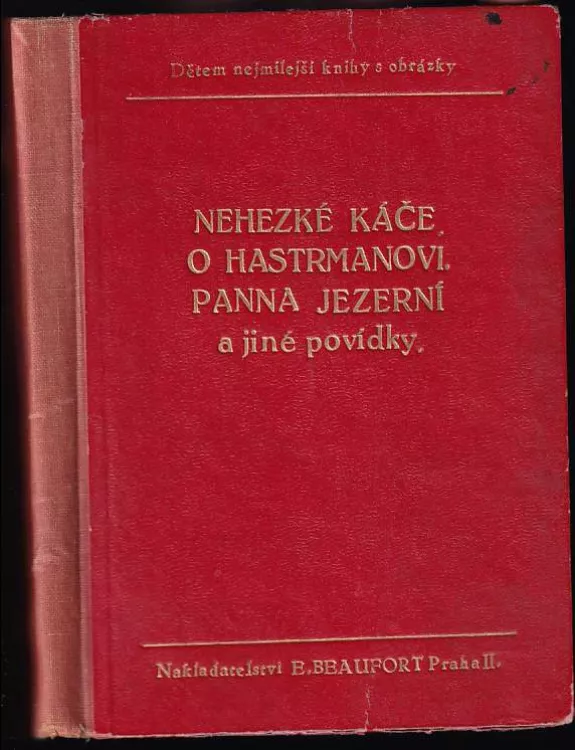 Dětem nejmilejší knihy s obrázky
NEHEZKÉ KÁČE.
O HASTRMANOVI.
PANNA JEZERNÍ
a jiné povídky.
Nakladatelství E. BEAUFORT Praha II.